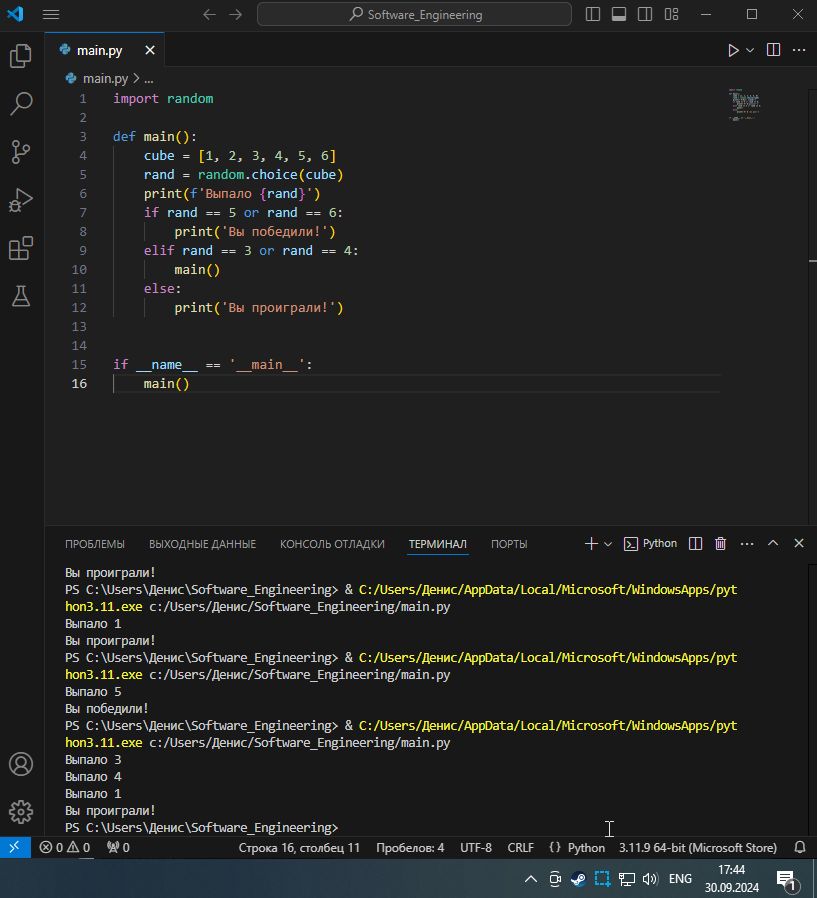 Software_Engineering
main.py
main.py > ...
1 import random
2
3 def main():
4     cube = [1, 2, 3, 4, 5, 6]
5     rand = random.choice(cube)
6     print(f'Выпало {rand}')
7     if rand == 5 or rand == 6:
8         print('Вы победили!')
9     elif rand == 3 or rand == 4:
10         main()
11     else:
12         print('Вы проиграли!')
13
14
15 if __name__ == '__main__':
16     main()
ПРОБЛЕМЫ ВЫХОДНЫЕ ДАННЫЕ КОНСОЛЬ ОТЛАДКИ ТЕРМИНАЛ ПОРТЫ Python
Вы проиграли!
PS C:\Users\Денис\Software_Engineering> & C:/Users/Денис/AppData/Local/Microsoft/WindowsApps/pyt
hon3.11.exe c:/Users/Денис/Software_Engineering/main.py
Выпало 1
Вы проиграли!
PS C:\Users\Денис\Software_Engineering> & C:/Users/Денис/AppData/Local/Microsoft/WindowsApps/pyt
hon3.11.exe c:/Users/Денис/Software_Engineering/main.py
Выпало 5
Вы победили!
PS C:\Users\Денис\Software_Engineering> & C:/Users/Денис/AppData/Local/Microsoft/WindowsApps/pyt
hon3.11.exe c:/Users/Денис/Software_Engineering/main.py
Выпало 3
Выпало 4
Выпало 1
Вы проиграли!
PS C:\Users\Денис\Software_Engineering>
0 0 0 Строка 16, столбец 11 Пробелов: 4 UTF-8 CRLF {} Python 3.11.9 64-bit (Microsoft Store)
ENG 17:44 1
30.09.2024